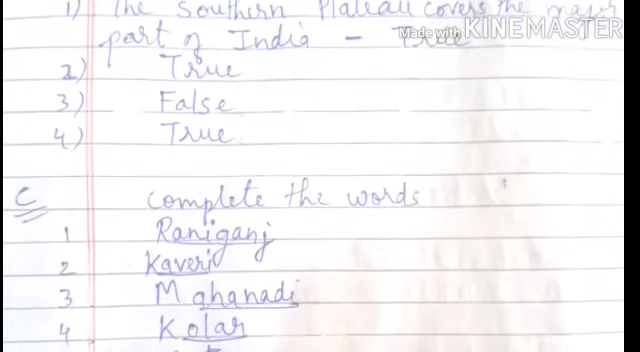 1) The Southern Plateau covers the major
part of India - True
Made with KINEMASTER
2) True
3) False
4) True
C complete the words
1 Raniganj
2 Kaveri
3 Mahanadi
4 Kolar